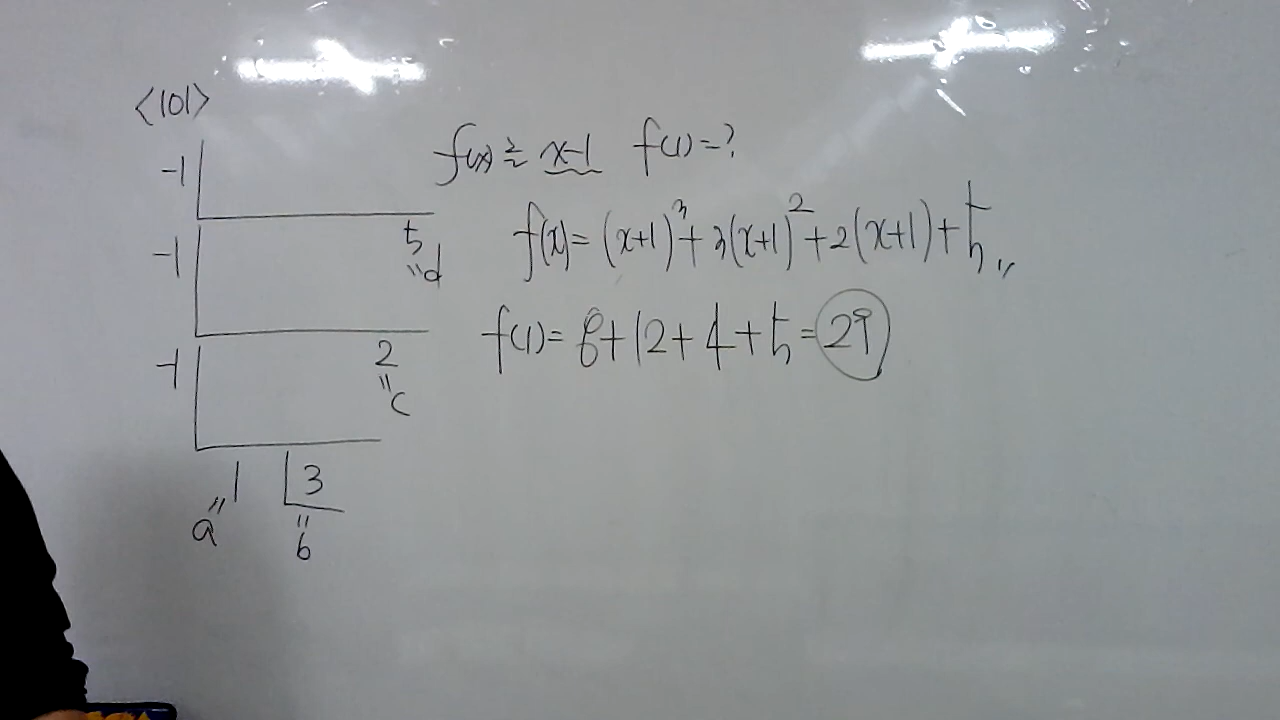 <101>
-1
5
"d
-1
2
"c
-1
1 3
a" "b
f(x)를 x-1 f(1)=?
f(x)=(x+1)³+3(x+1)²+2(x+1)+5"
f(1)=8+12+4+5=29